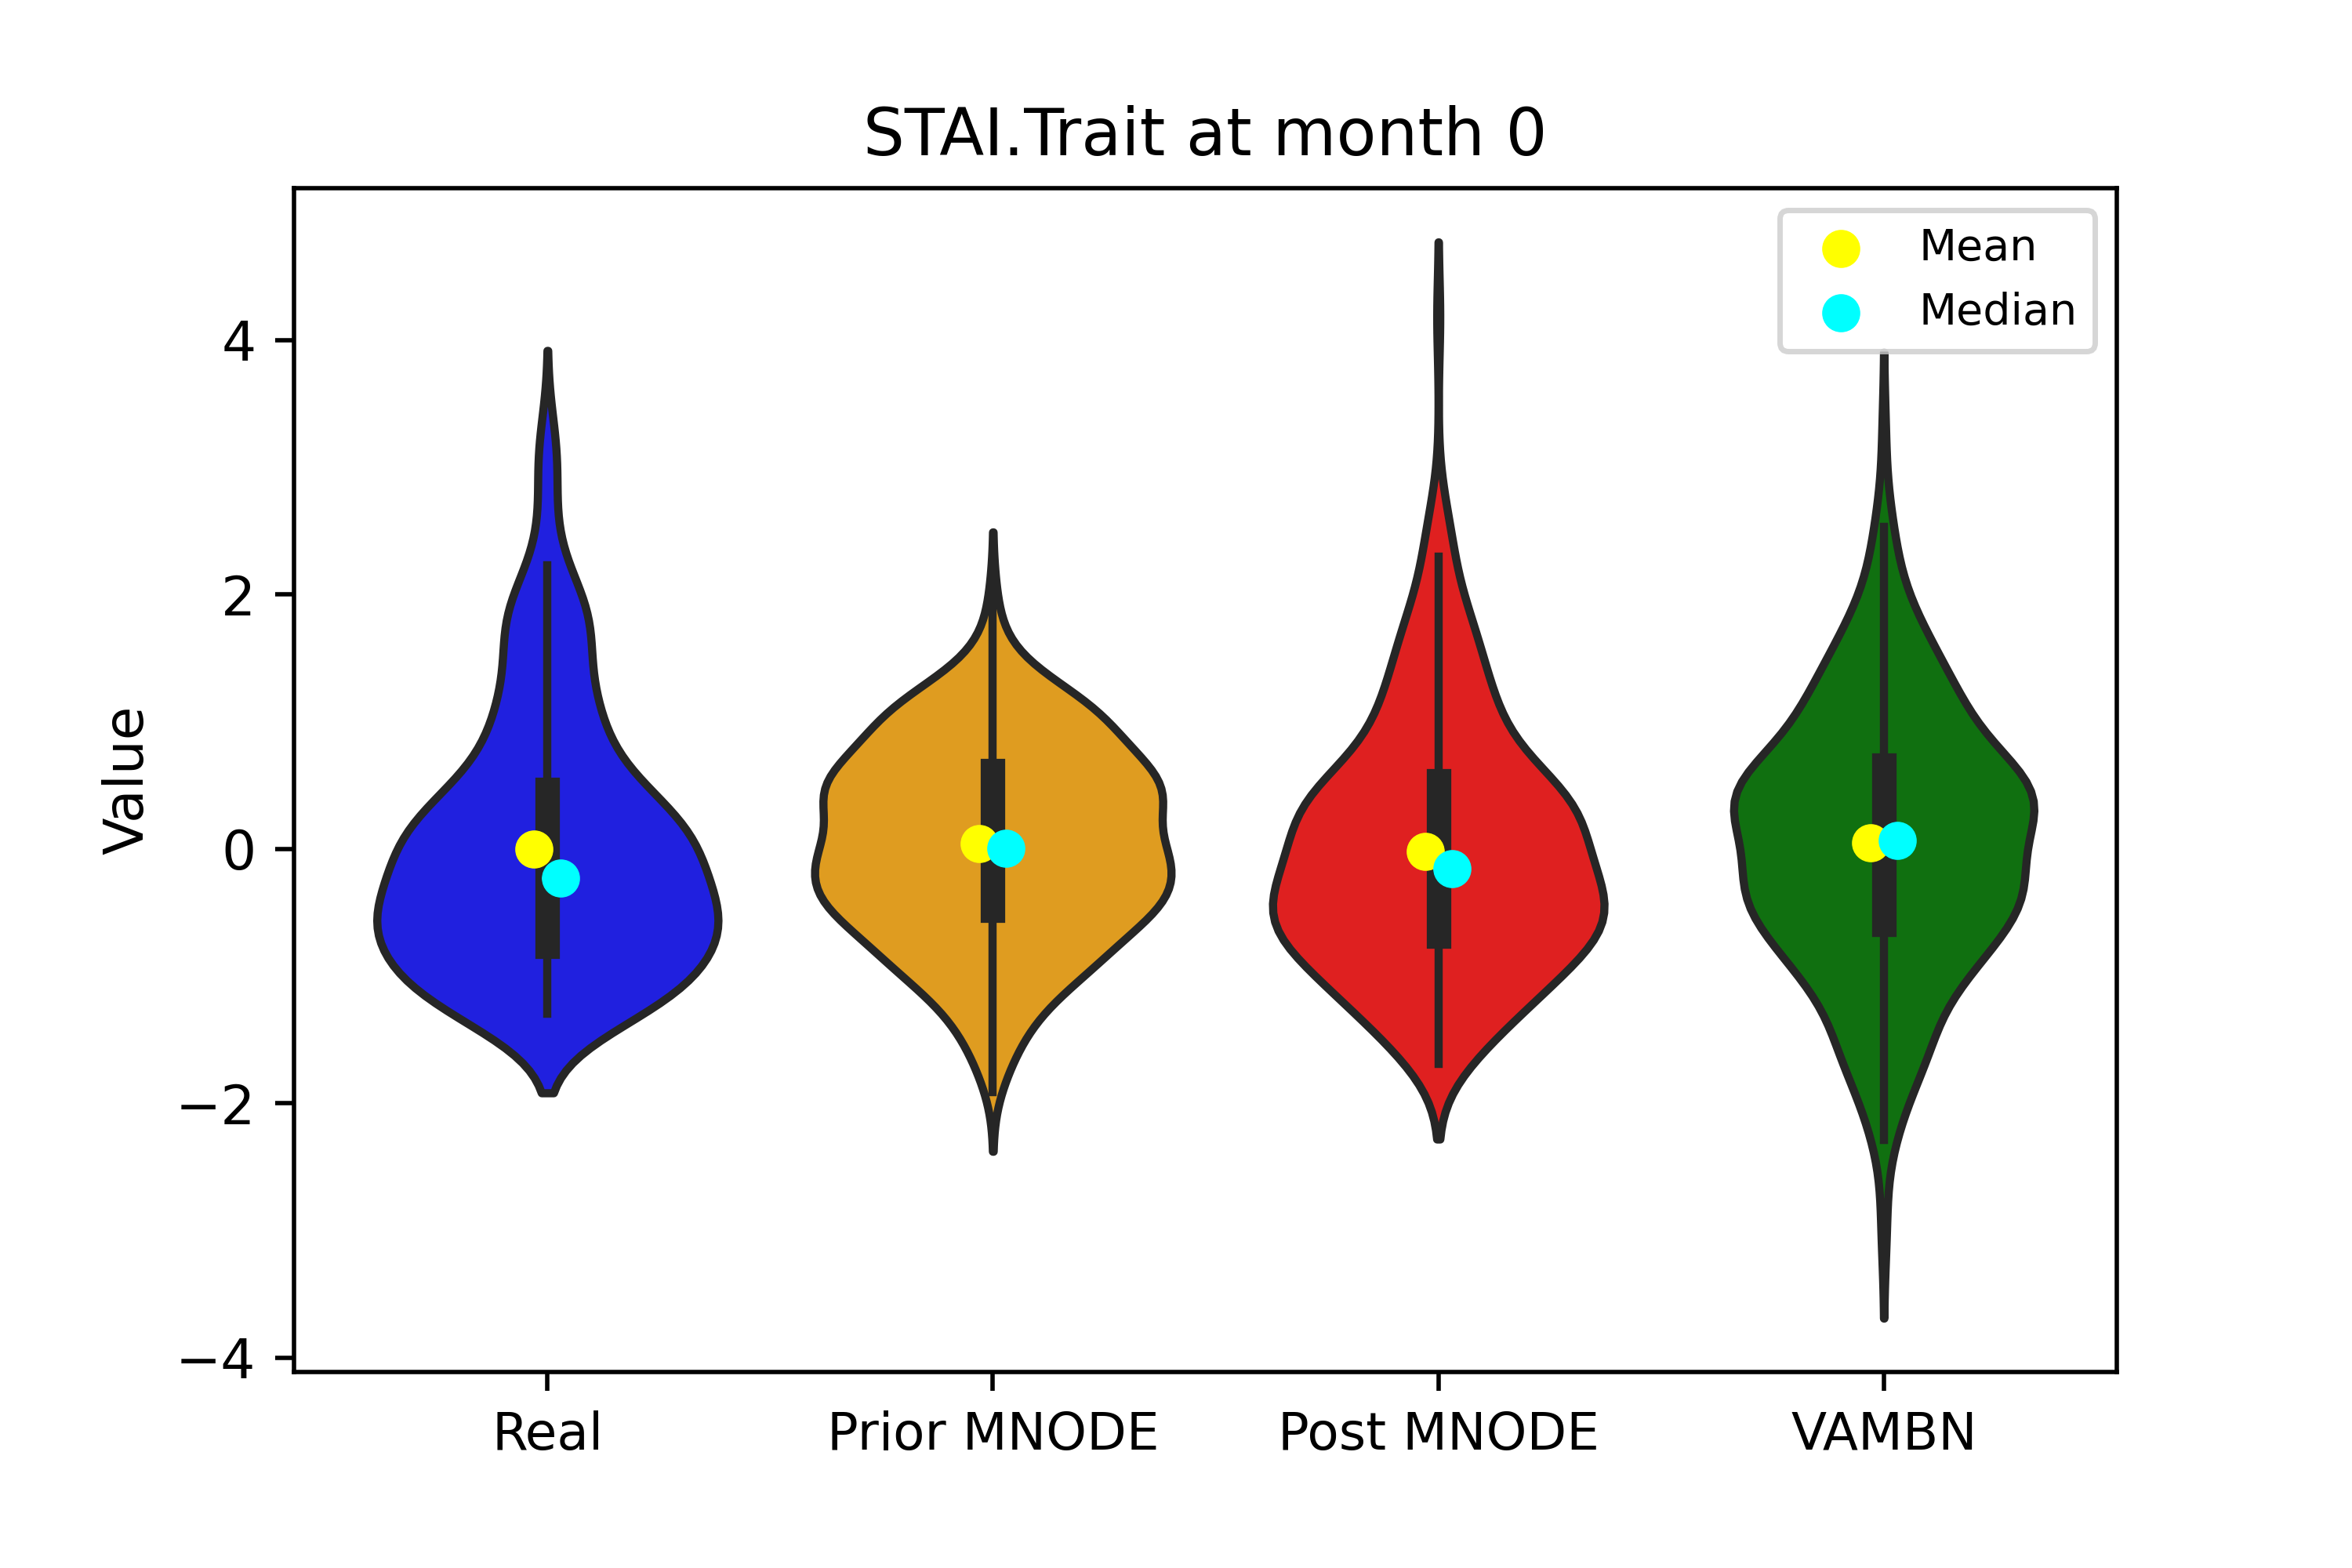 STAI.Trait at month 0
Mean
Median
4
2
0
−2
−4
Value
Real
Prior MNODE
Post MNODE
VAMBN